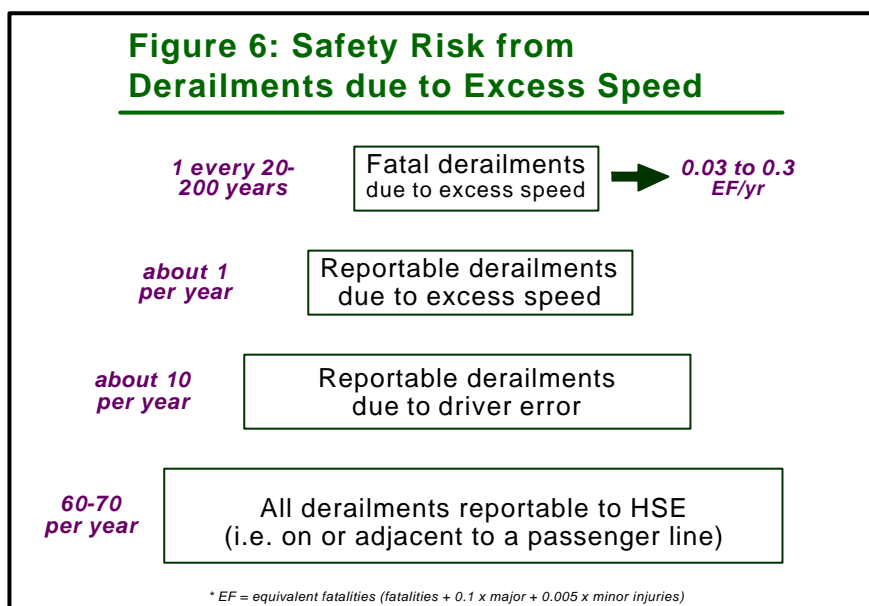 Figure 6: Safety Risk from
Derailments due to Excess Speed
1 every 20-
200 years
Fatal derailments
due to excess speed
0.03 to 0.3
EF/yr
about 1
per year
Reportable derailments
due to excess speed
about 10
per year
Reportable derailments
due to driver error
60-70
per year
All derailments reportable to HSE
(i.e. on or adjacent to a passenger line)
* EF = equivalent fatalities (fatalities + 0.1 x major + 0.005 x minor injuries)